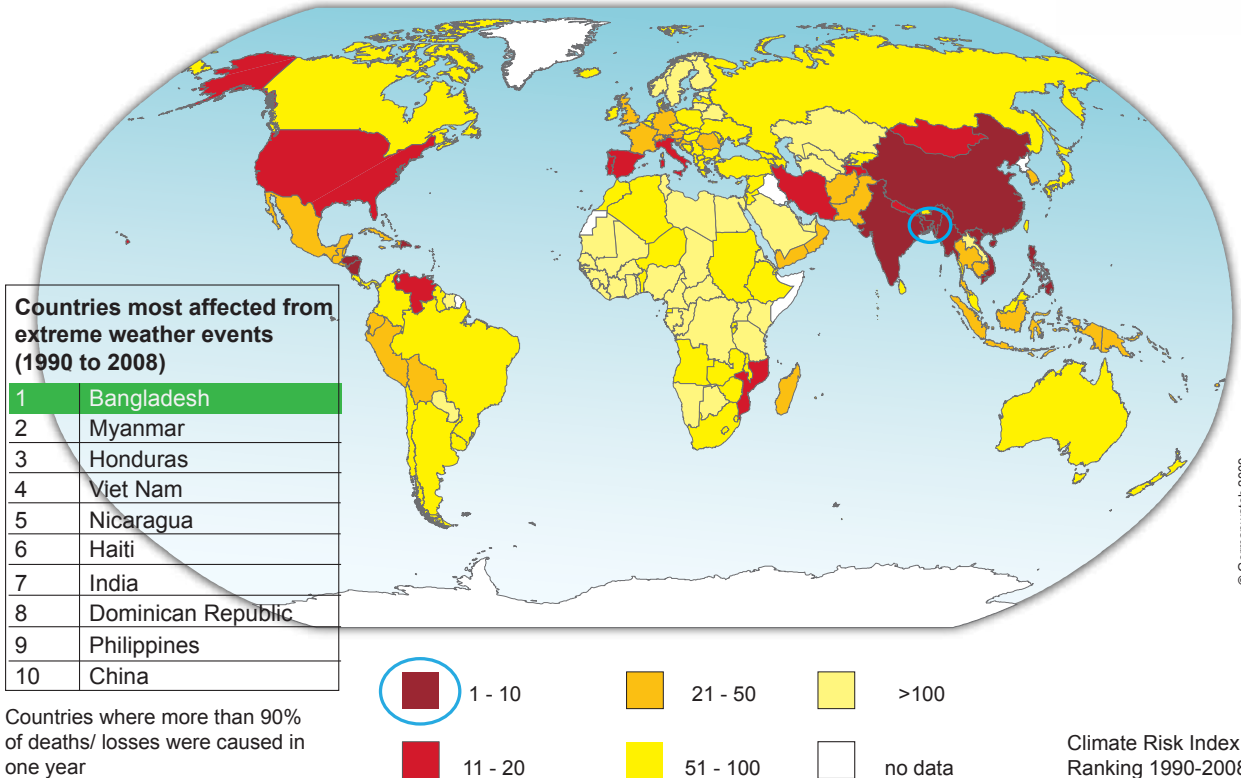 Countries most affected from
extreme weather events
(1990 to 2008)
1 Bangladesh
2 Myanmar
3 Honduras
4 Viet Nam
5 Nicaragua
6 Haiti
7 India
8 Dominican Republic
9 Philippines
10 China
Countries where more than 90%
of deaths/ losses were caused in
one year
1 - 10
21 - 50
>100
11 - 20
51 - 100
no data
Climate Risk Index
Ranking 1990-2008